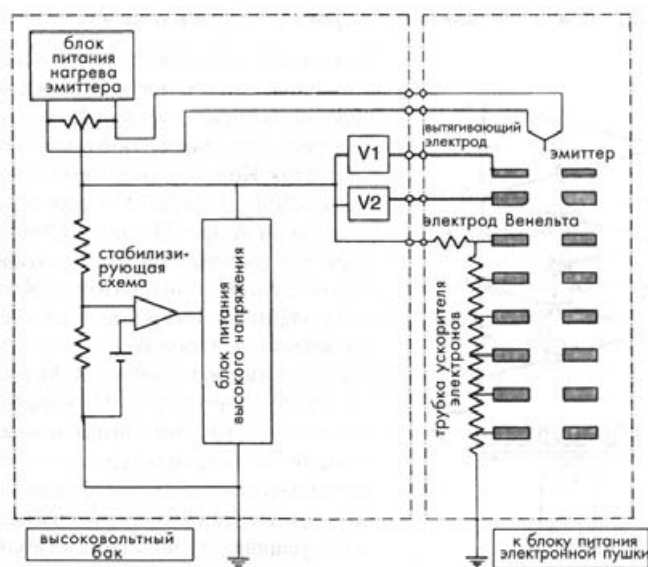 блок
питания
нагрева
эмиттера
вытягивающий
электрод
эмиттер
V1
V2
электрод Венельта
стабилизи-
рующая
схема
блок питания
высокого напряжения
трубка ускорителя
электронов
высоковольтный
бак
к блоку питания
электронной пушки